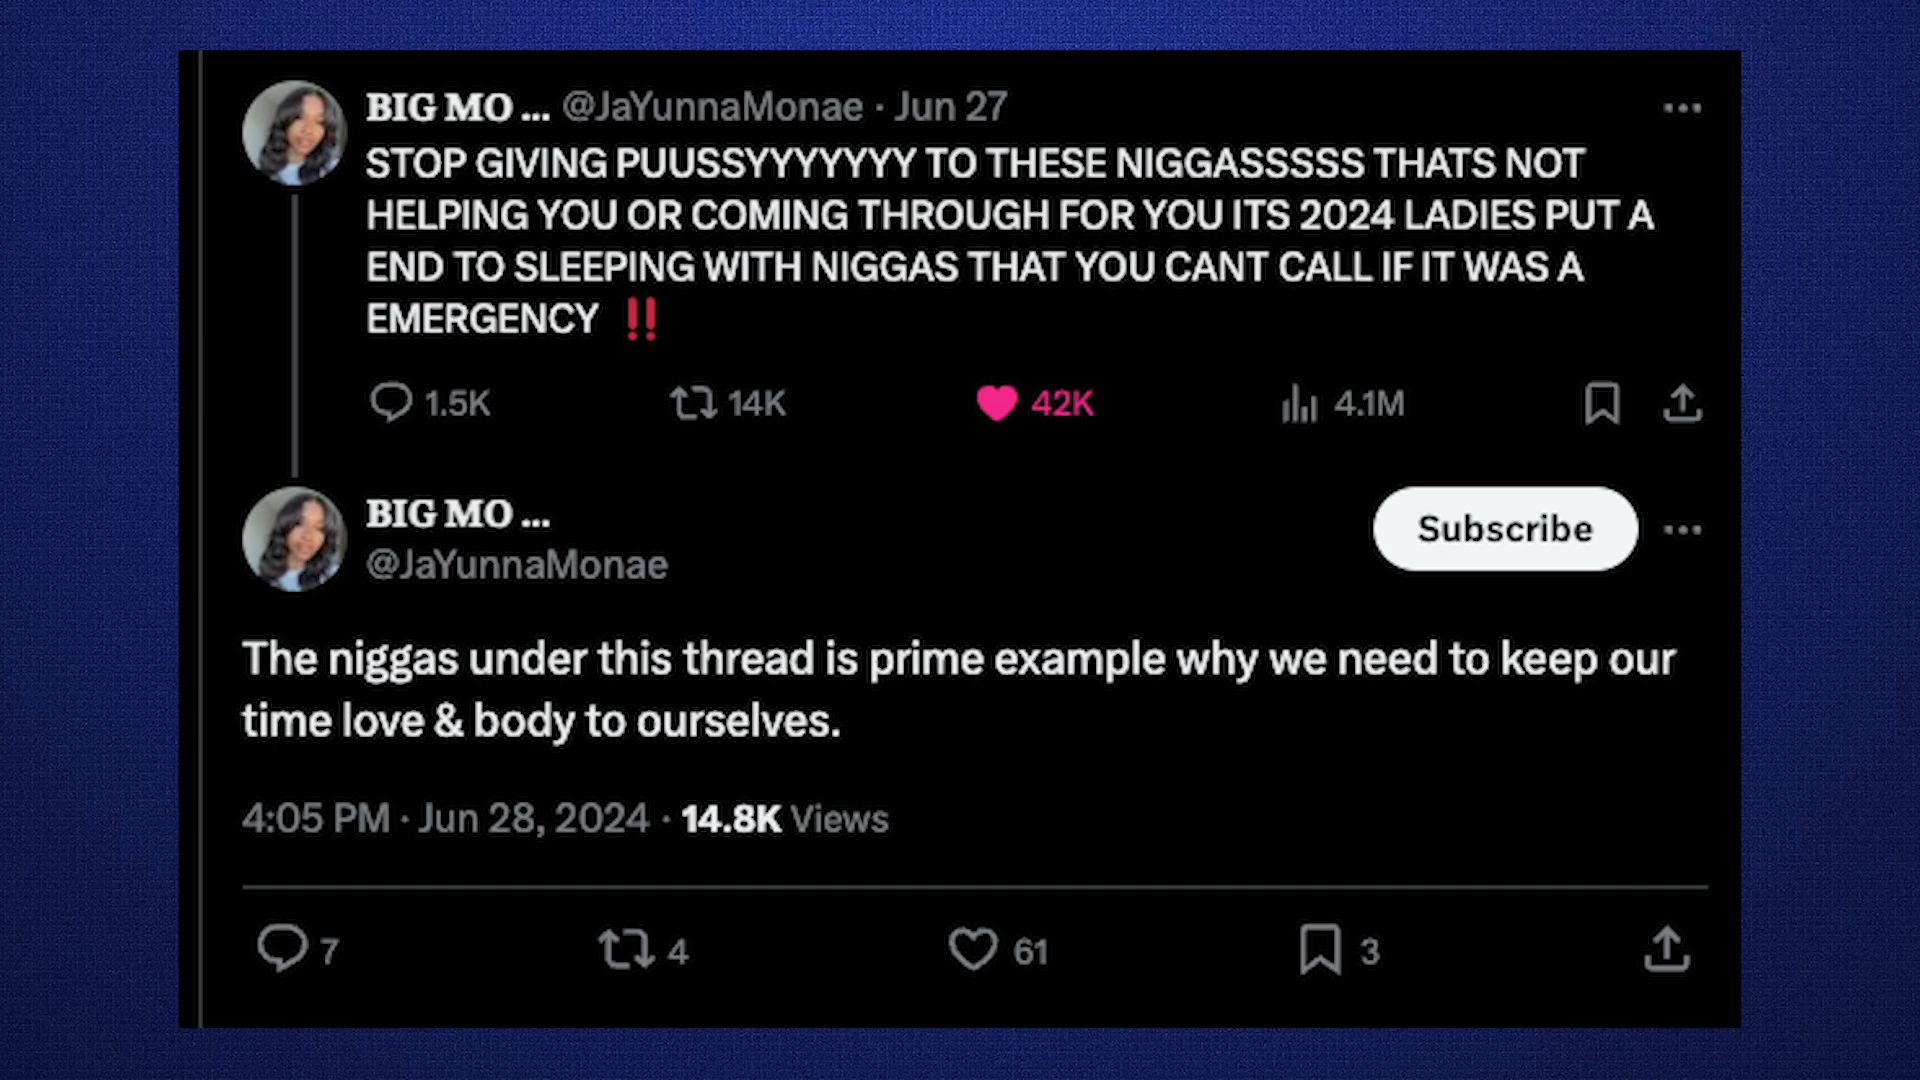 BIG MO ... @JaYunnaMonae · Jun 27
STOP GIVING PUUSSYYYYYYY TO THESE NIGGASSSSS THATS NOT
HELPING YOU OR COMING THROUGH FOR YOU ITS 2024 LADIES PUT A
END TO SLEEPING WITH NIGGAS THAT YOU CANT CALL IF IT WAS A
EMERGENCY ‼️
1.5K 14K 42K 4.1M
BIG MO ...
@JaYunnaMonae
Subscribe
The niggas under this thread is prime example why we need to keep our
time love & body to ourselves.
4:05 PM · Jun 28, 2024 · 14.8K Views
7 4 61 3